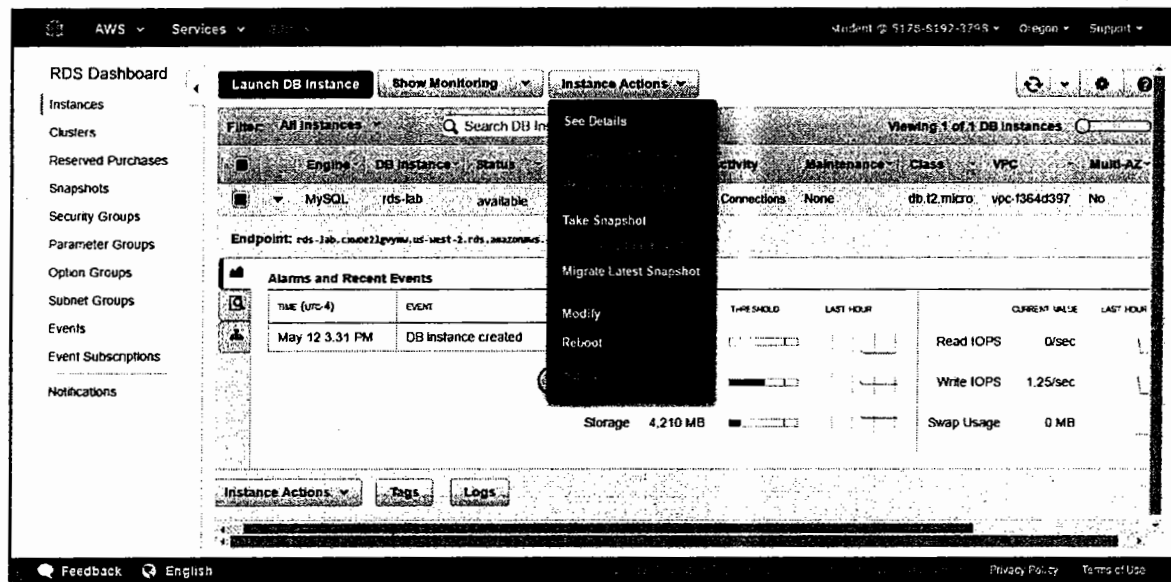 AWS Services
student @ 5178-8192-3798 Oregon Support
RDS Dashboard
Instances
Clusters
Reserved Purchases
Snapshots
Security Groups
Parameter Groups
Option Groups
Subnet Groups
Events
Event Subscriptions
Notifications
Launch DB Instance Show Monitoring Instance Actions
Filter: All Instances Search DB Ins Viewing 1 of 1 DB Instances
Engine DB Instance Status ctivity Maintenance Class VPC Multi-AZ
MySQL rds-lab available Connections None db.t2.micro vpc-f364d397 No
See Details
Take Snapshot
Migrate Latest Snapshot
Modify
Reboot
Endpoint:
Alarms and Recent Events
TIME (UTC-4) EVENT
May 12 3:31 PM DB instance created
THRESHOLD LAST HOUR CURRENT VALUE LAST HOUR
Read IOPS 0/sec
Write IOPS 1.25/sec
Storage 4,210 MB Swap Usage 0 MB
Instance Actions Tags Logs
Feedback English
Privacy Policy Terms of Use